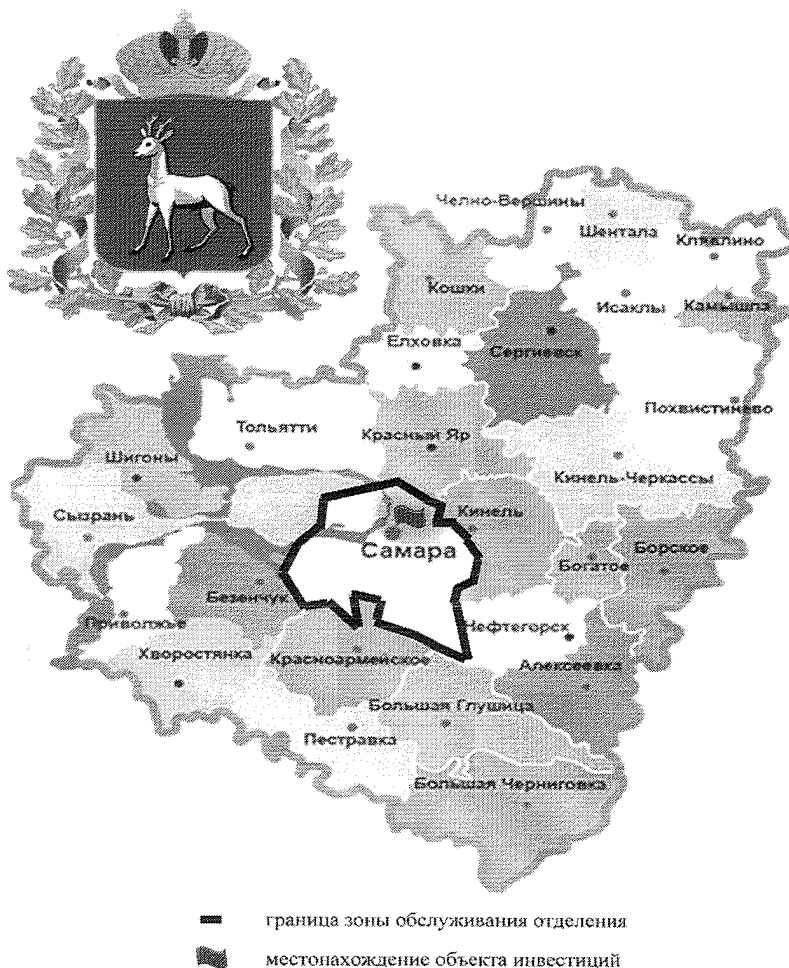 Челно-Вершины
Шентала
Клявлино
Кошки
Исаклы
Камышла
Елховка
Сергиевск
Похвистинево
Тольятти
Красный Яр
Шигоны
Кинель-Черкассы
Сызрань
Кинель
Самара
Богатое
Борское
Безенчук
Приволжье
Нефтегорск
Хворостянка
Красноармейское
Алексеевка
Большая Глушица
Пестравка
Большая Черниговка
граница зоны обслуживания отделения
местонахождение объекта инвестиций